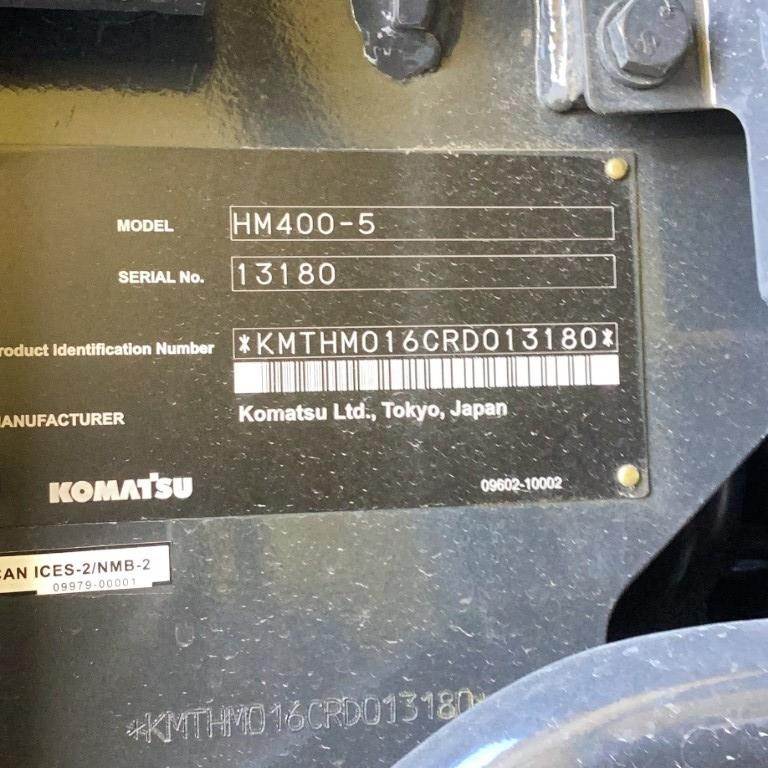 MODEL HM400-5
SERIAL No. 13180
roduct Identification Number *KMTHM016CRD013180*
ANUFACTURER Komatsu Ltd., Tokyo, Japan
KOMATSU 09602-10002
CAN ICES-2/NMB-2
09979-00001
*KMTHM016CRD013180*